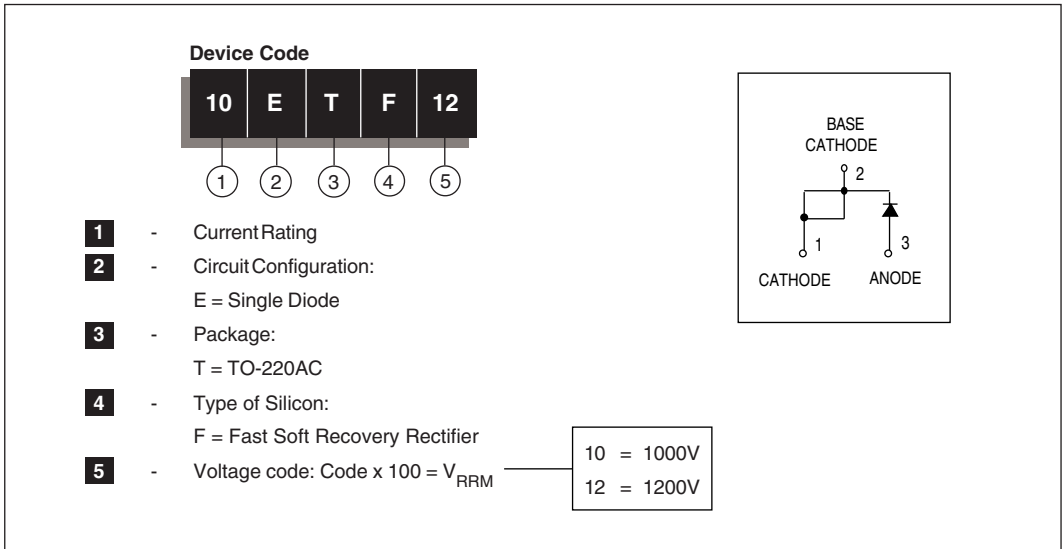 Device Code
10 E T F 12
1 2 3 4 5
1 - Current Rating
2 - Circuit Configuration:
E = Single Diode
3 - Package:
T = TO-220AC
4 - Type of Silicon:
F = Fast Soft Recovery Rectifier
5 - Voltage code: Code x 100 = VRRM
10 = 1000V
12 = 1200V
BASE
CATHODE
2
1 3
CATHODE ANODE